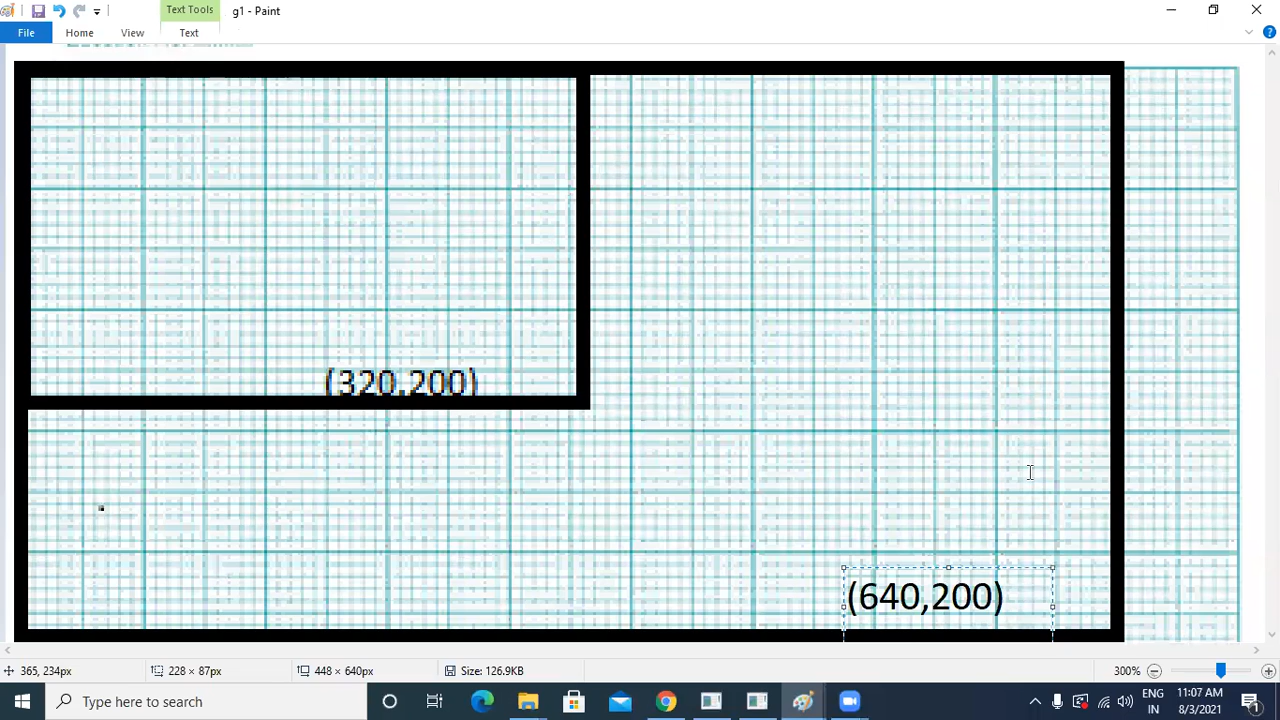 Text Tools
g1 - Paint
File
Home
View
Text
(320,200)
(640,200)
365, 234px
228 × 87px
448 × 640px
Size: 126.9KB
300%
Type here to search
ENG
IN
11:07 AM
8/3/2021